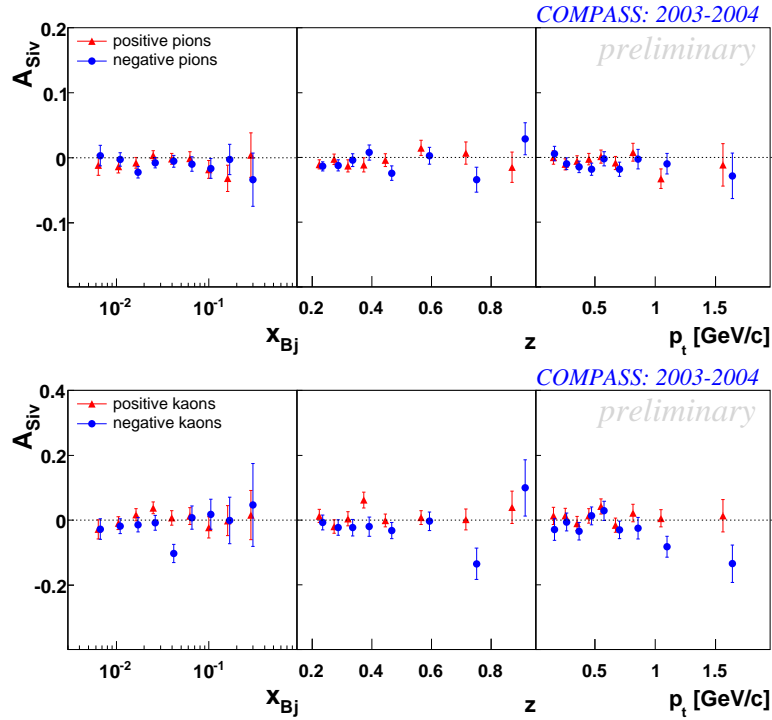 COMPASS: 2003-2004
A_Siv
positive pions
negative pions
preliminary
0.2
0.1
0
-0.1
10^-2 10^-1 0.2 0.4 0.6 0.8 0.5 1 1.5
x_Bj z p_t [GeV/c]
COMPASS: 2003-2004
A_Siv
positive kaons
negative kaons
preliminary
0.4
0.2
0
-0.2
10^-2 10^-1 0.2 0.4 0.6 0.8 0.5 1 1.5
x_Bj z p_t [GeV/c]